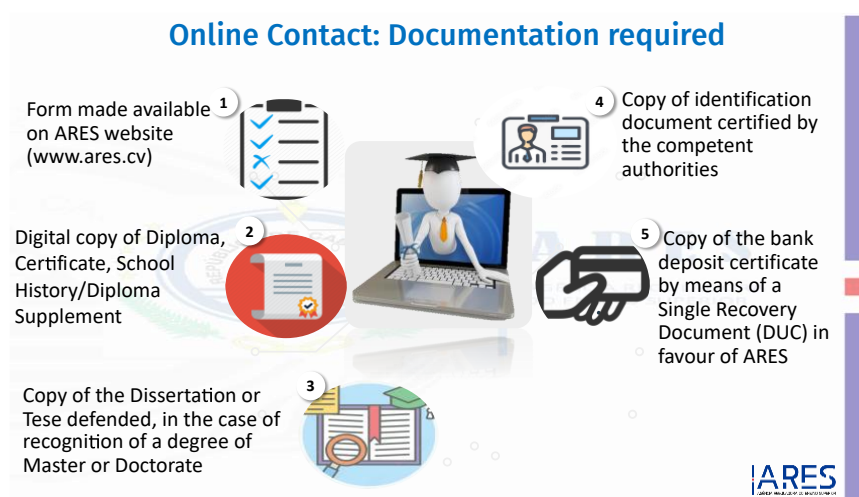 Online Contact: Documentation required
1
Form made available
on ARES website
(www.ares.cv)
2
Digital copy of Diploma,
Certificate, School
History/Diploma
Supplement
3
Copy of the Dissertation or
Tese defended, in the case of
recognition of a degree of
Master or Doctorate
4
Copy of identification
document certified by
the competent
authorities
5
Copy of the bank
deposit certificate
by means of a
Single Recovery
Document (DUC) in
favour of ARES
ARES